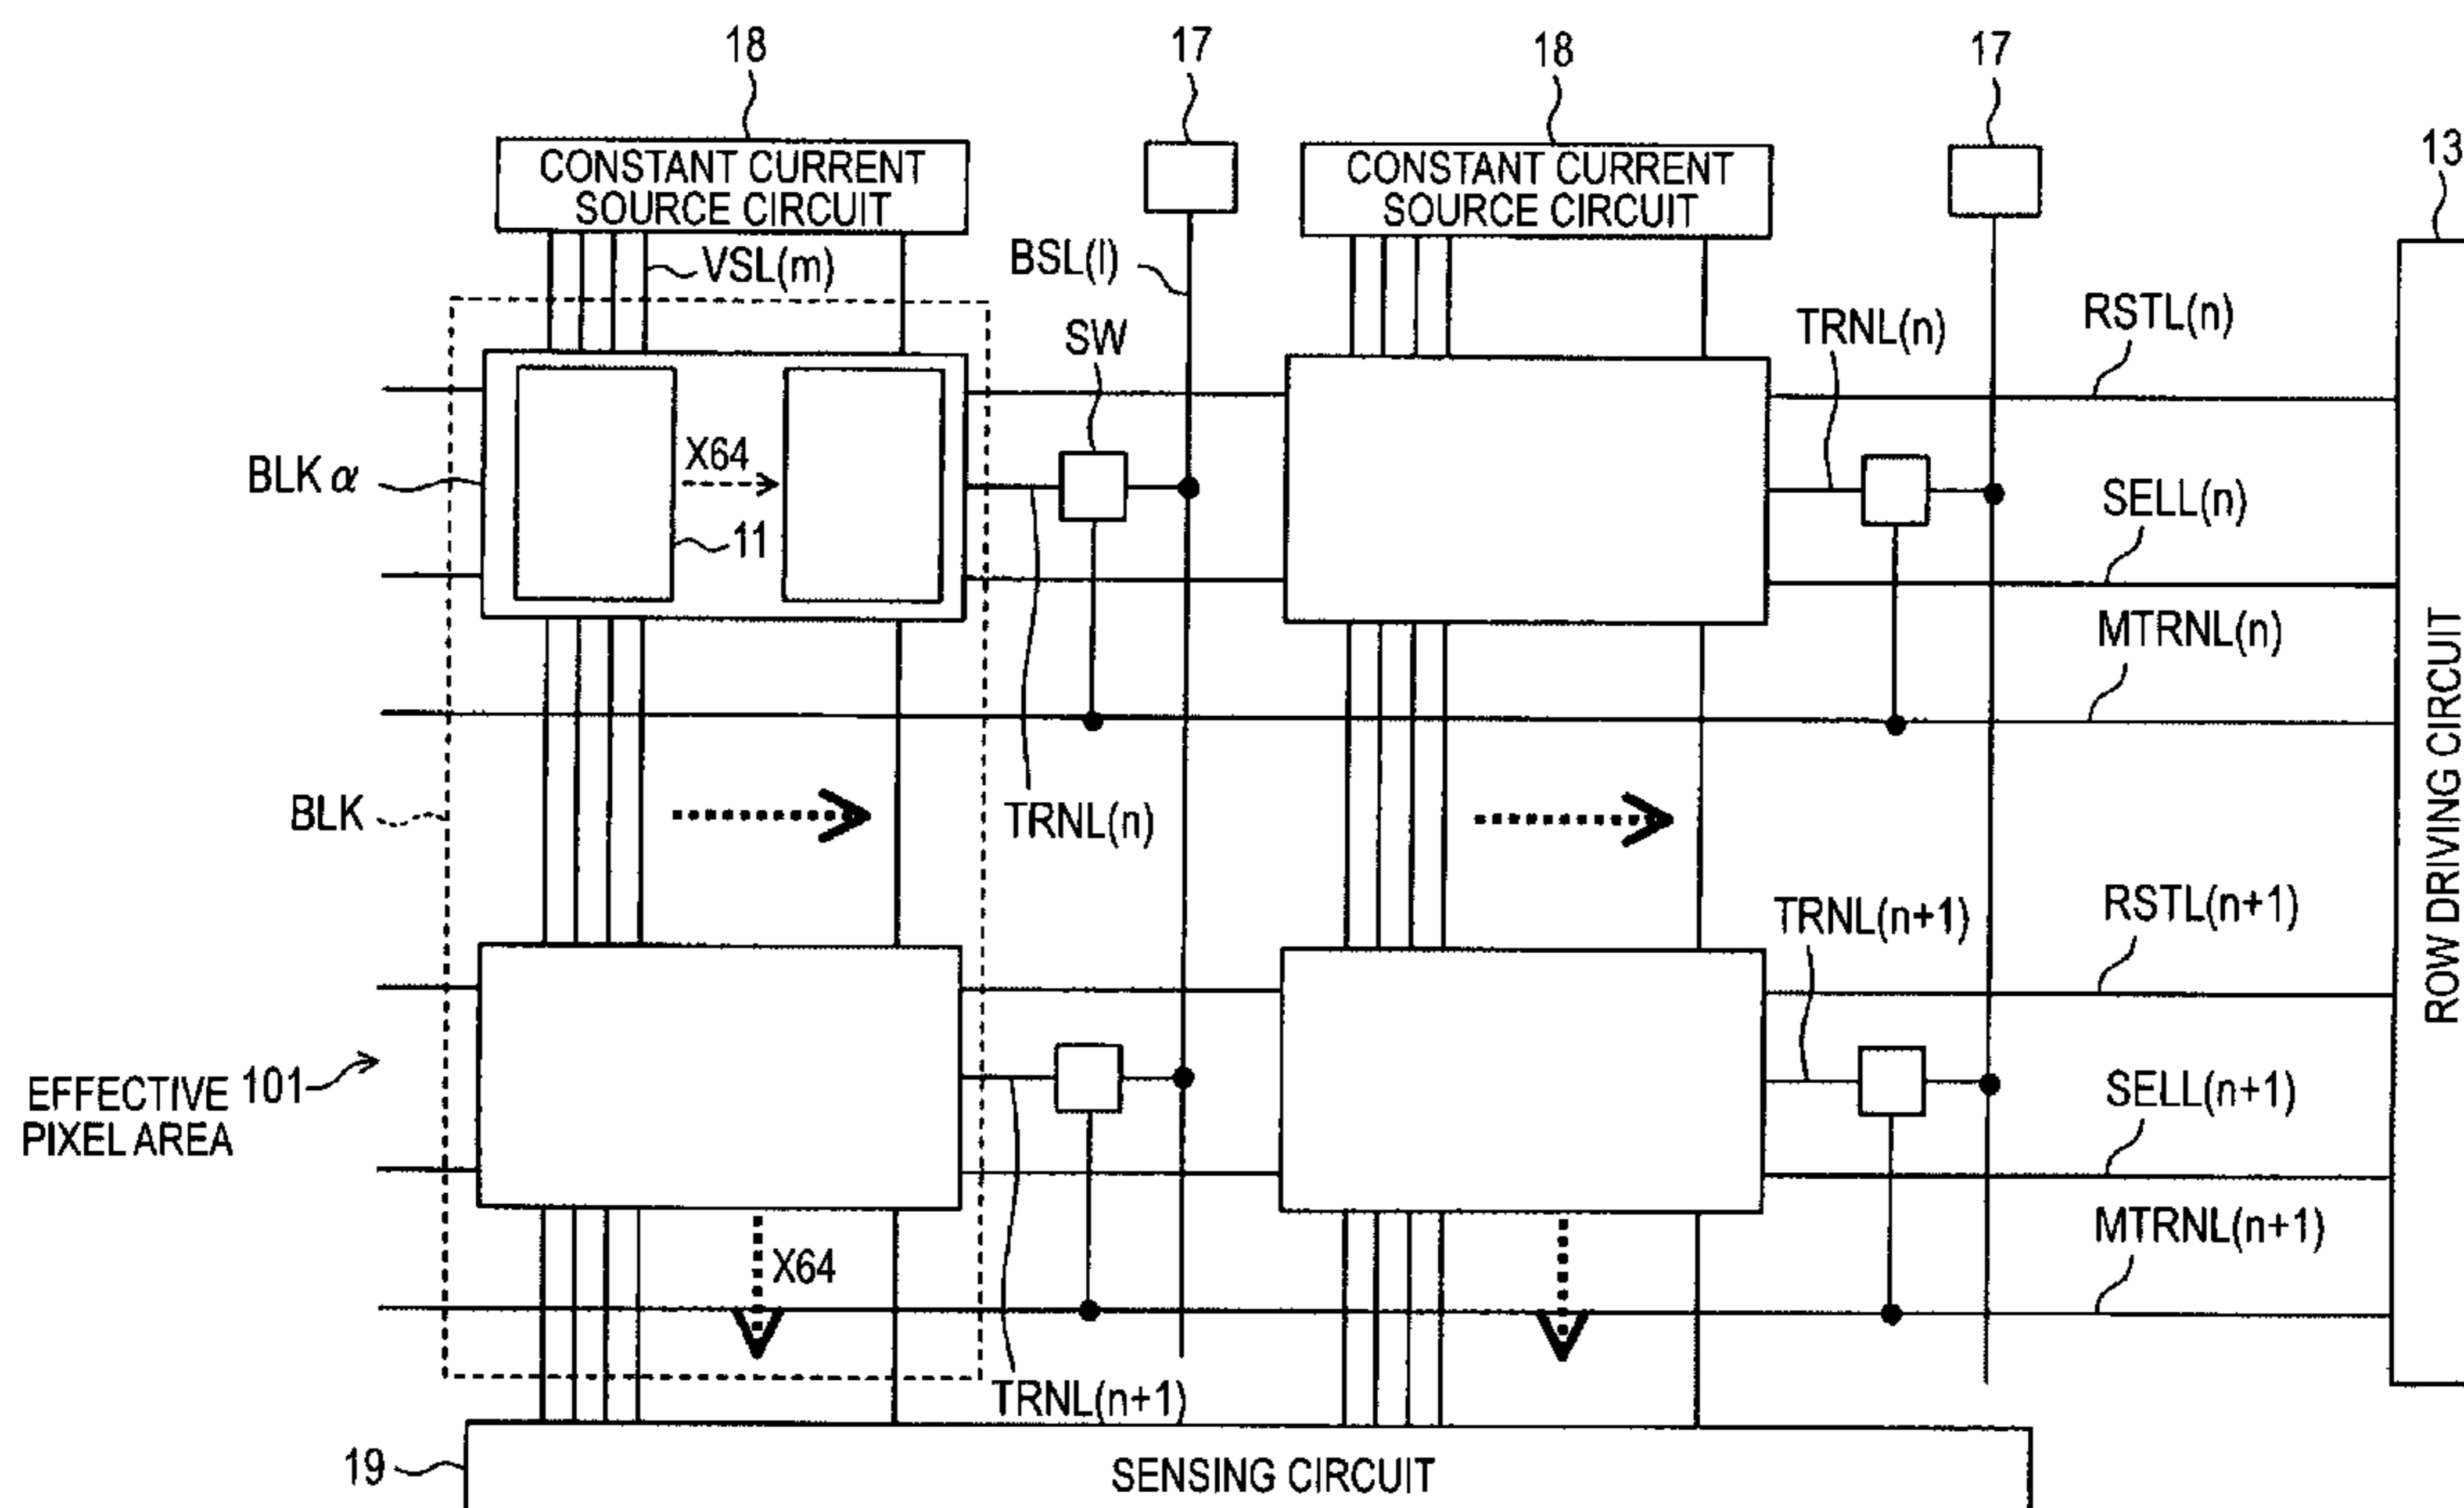 18
17
18
17
13
CONSTANT CURRENT
SOURCE CIRCUIT
CONSTANT CURRENT
SOURCE CIRCUIT
VSL(m)
BSL(l)
SW
TRNL(n)
RSTL(n)
BLK α
X64
11
SELL(n)
MTRNL(n)
BLK
TRNL(n)
ROW DRIVING CIRCUIT
TRNL(n+1)
RSTL(n+1)
EFFECTIVE
PIXEL AREA
101
SELL(n+1)
X64
MTRNL(n+1)
TRNL(n+1)
19
SENSING CIRCUIT